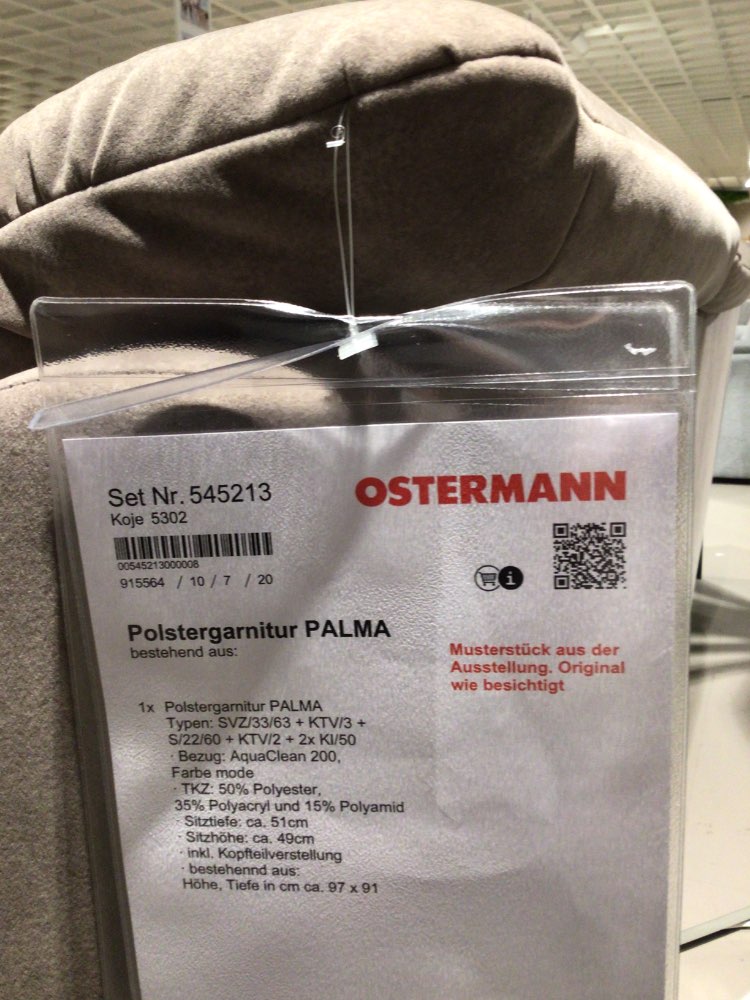 Set Nr. 545213
Koje 5302
00545213000008
915564 / 10 / 7 / 20
OSTERMANN
i
Polstergarnitur PALMA
bestehend aus:
Musterstück aus der
Ausstellung. Original
wie besichtigt
1x Polstergarnitur PALMA
Typen: SVZ/33/63 + KTV/3 +
S/22/60 + KTV/2 + 2x KI/50
· Bezug: AquaClean 200,
Farbe mode
· TKZ: 50% Polyester,
35% Polyacryl und 15% Polyamid
· Sitztiefe: ca. 51cm
· Sitzhöhe: ca. 49cm
· inkl. Kopfteilverstellung
· bestehennd aus:
Höhe, Tiefe in cm ca. 97 x 91